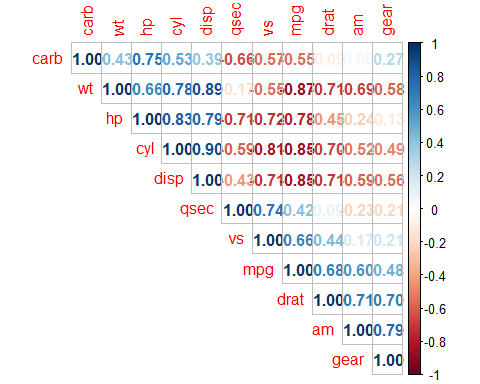 carb wt hp cyl disp qsec vs mpg drat am gear
carb 1.00 0.43 0.75 0.53 0.39 -0.66 -0.57 -0.55 -0.09 0.06 0.27
wt 1.00 0.66 0.78 0.89 -0.17 -0.55 -0.87 -0.71 -0.69 -0.58
hp 1.00 0.83 0.79 -0.71 -0.72 -0.78 -0.45 -0.24 -0.13
cyl 1.00 0.90 -0.59 -0.81 -0.85 -0.70 -0.52 -0.49
disp 1.00 -0.43 -0.71 -0.85 -0.71 -0.59 -0.56
qsec 1.00 0.74 0.42 0.09 -0.23 -0.21
vs 1.00 0.66 0.44 0.17 0.21
mpg 1.00 0.68 0.60 0.48
drat 1.00 0.71 0.70
am 1.00 0.79
gear 1.00
1
0.8
0.6
0.4
0.2
0
-0.2
-0.4
-0.6
-0.8
-1